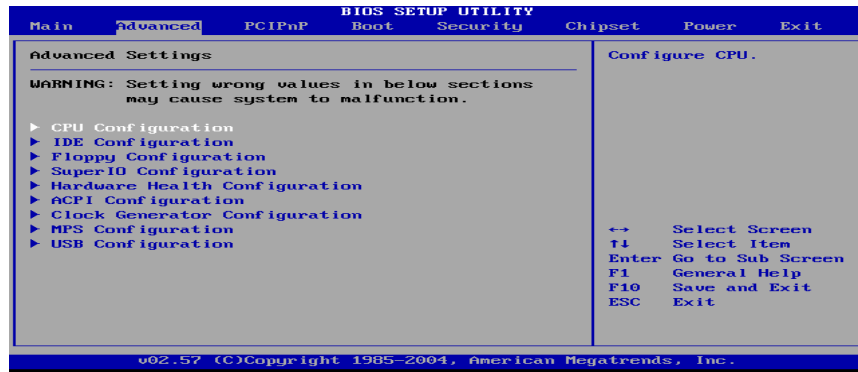 BIOS SETUP UTILITY
Main Advanced PCIPnP Boot Security Chipset Power Exit
Advanced Settings
WARNING: Setting wrong values in below sections
may cause system to malfunction.
► CPU Configuration
► IDE Configuration
► Floppy Configuration
► SuperIO Configuration
► Hardware Health Configuration
► ACPI Configuration
► Clock Generator Configuration
► MPS Configuration
► USB Configuration
Configure CPU.
←→ Select Screen
↑↓ Select Item
Enter Go to Sub Screen
F1 General Help
F10 Save and Exit
ESC Exit
v02.57 (C)Copyright 1985-2004, American Megatrends, Inc.